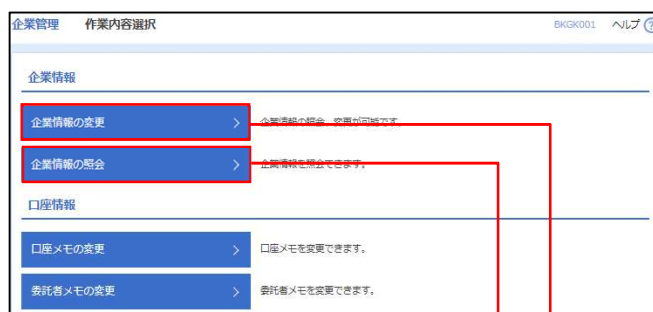 企業管理 作業内容選択 BKGK001 ヘルプ ?
企業情報
企業情報の変更 企業情報の照会、変更が可能です。
企業情報の照会 企業情報を照会できます。
口座情報
口座メモの変更 口座メモを変更できます。
委託者メモの変更 委託者メモを変更できます。